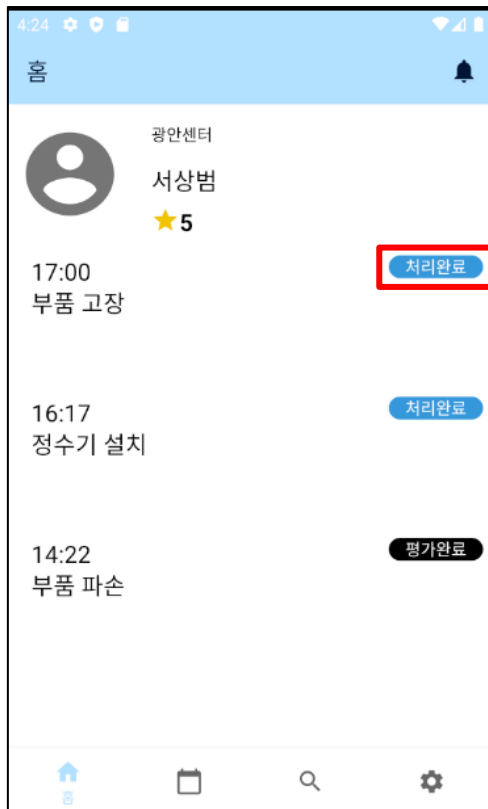 4:24
홈
광안센터
서상범
5
17:00
처리완료
부품 고장
16:17
처리완료
정수기 설치
14:22
평가완료
부품 파손
홈